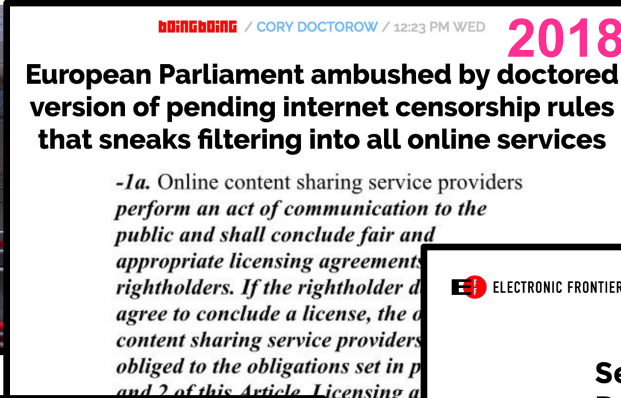 boingboing / CORY DOCTOROW / 12:23 PM WED
2018
European Parliament ambushed by doctored
version of pending internet censorship rules
that sneaks filtering into all online services
-1a. Online content sharing service providers
perform an act of communication to the
public and shall conclude fair and
appropriate licensing agreements
rightholders. If the rightholder
agree to conclude a license, the
content sharing service providers
obliged to the obligations set in
and 2 of this Article. Licensing
EFF ELECTRONIC FRONTIER